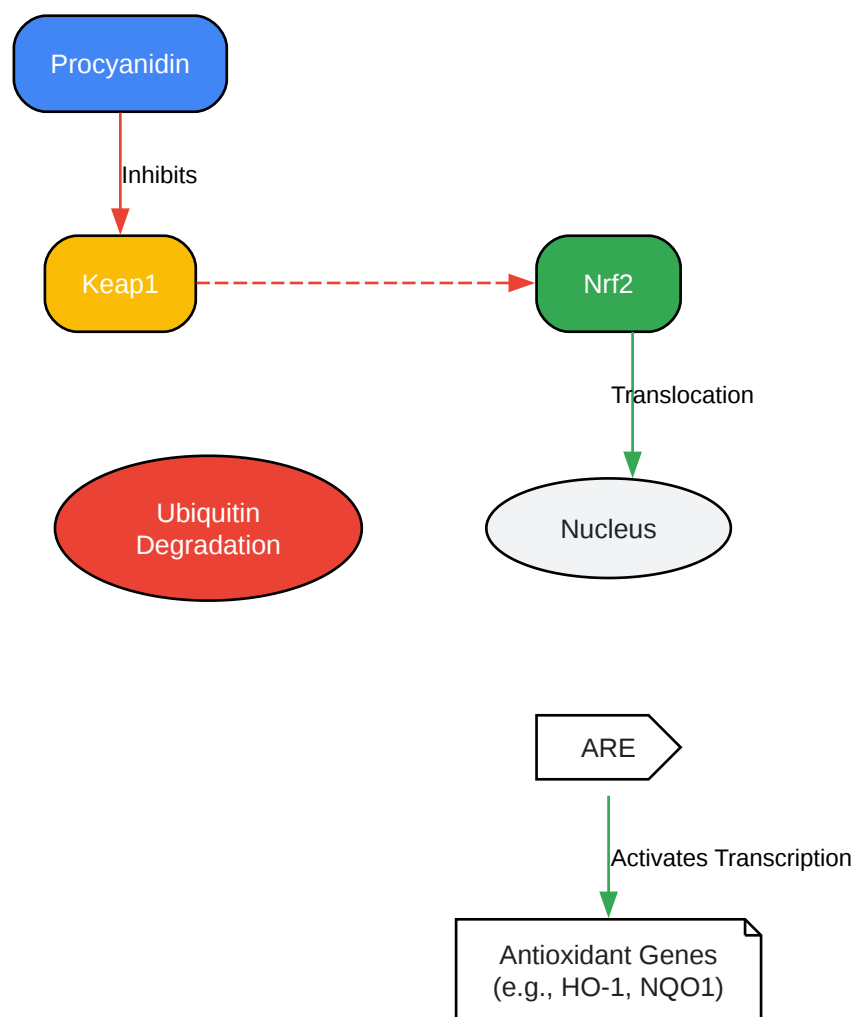 Procyanidin
Inhibits
Keap1
Nrf2
Translocation
Ubiquitin
Degradation
Nucleus
ARE
Activates Transcription
Antioxidant Genes
(e.g., HO-1, NQO1)